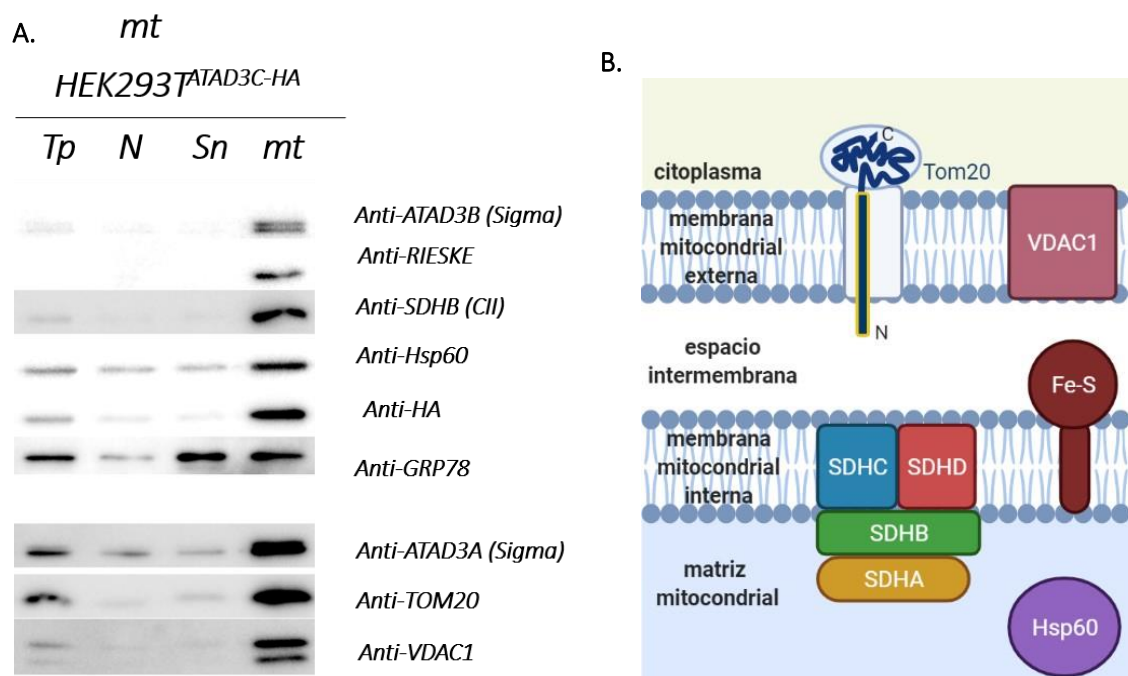 A.
mt
HEK293T^ATAD3C-HA
Tp N Sn mt
Anti-ATAD3B (Sigma)
Anti-RIESKE
Anti-SDHB (CII)
Anti-Hsp60
Anti-HA
Anti-GRP78
Anti-ATAD3A (Sigma)
Anti-TOM20
Anti-VDAC1
B.
C
citoplasma
Tom20
membrana
mitocondrial
externa
VDAC1
N
espacio
intermembrana
Fe-S
membrana
mitocondrial
interna
SDHC SDHD
SDHB
matriz
mitocondrial
SDHA
Hsp60